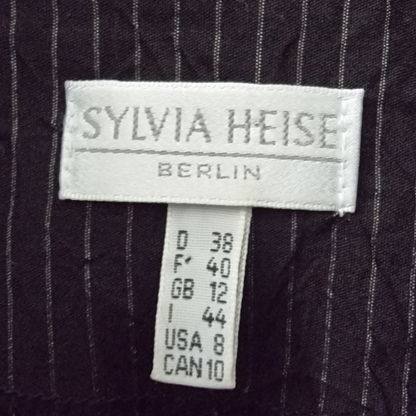 SYLVIA HEISE
BERLIN
D 38
F 40
GB 12
I 44
USA 8
CAN 10